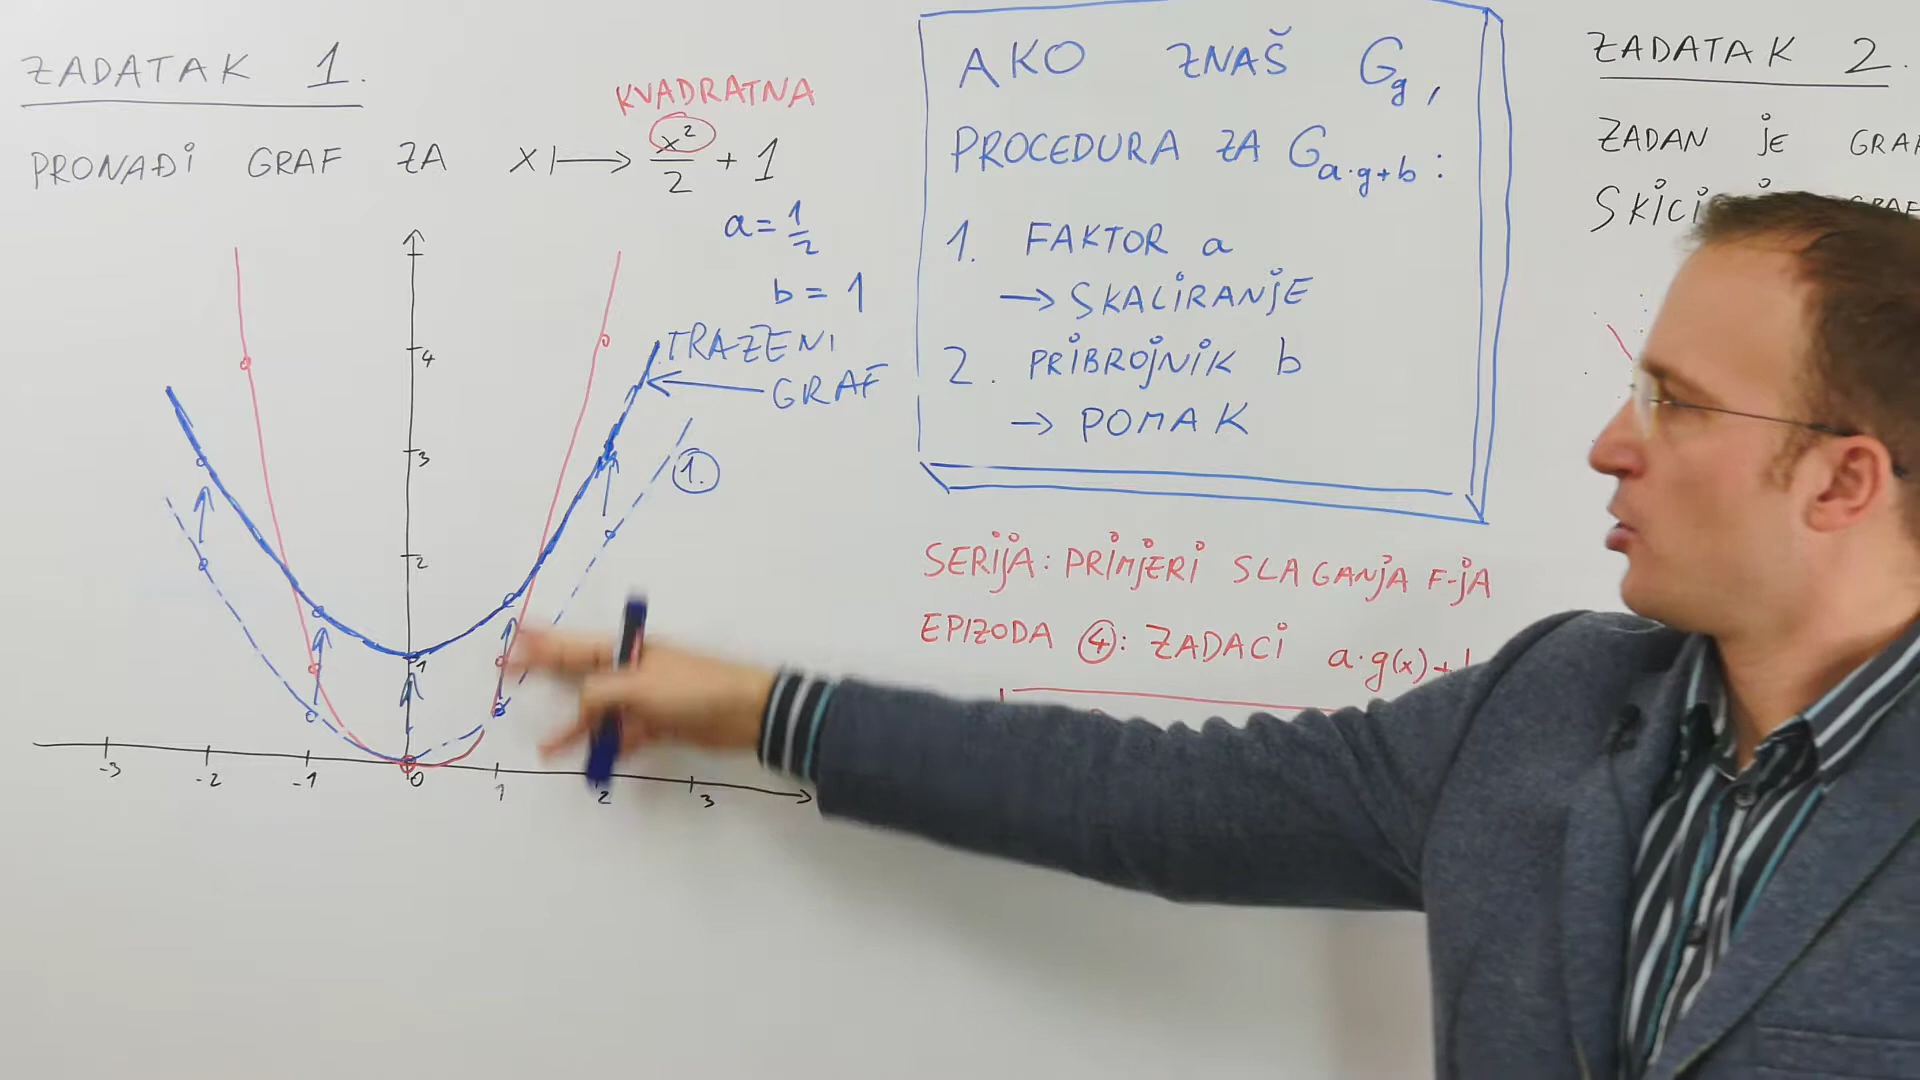 ZADATAK 1.
PRONAĐI GRAF ZA x ↦ x²/2 + 1
KVADRATNA
a = 1/2
b = 1
TRAŽENI
GRAF
1.
4
3
2
1
-3 -2 -1 0 1 2 3
AKO ZNAŠ G_g,
PROCEDURA ZA G_a·g+b:
1. FAKTOR a
→ SKALIRANJE
2. PRIBROJNIK b
→ POMAK
SERIJA: PRIMJERI SLAGANJA F-JA
EPIZODA ④: ZADACI a·g(x)+
ZADATAK 2.
ZADAN JE GRA